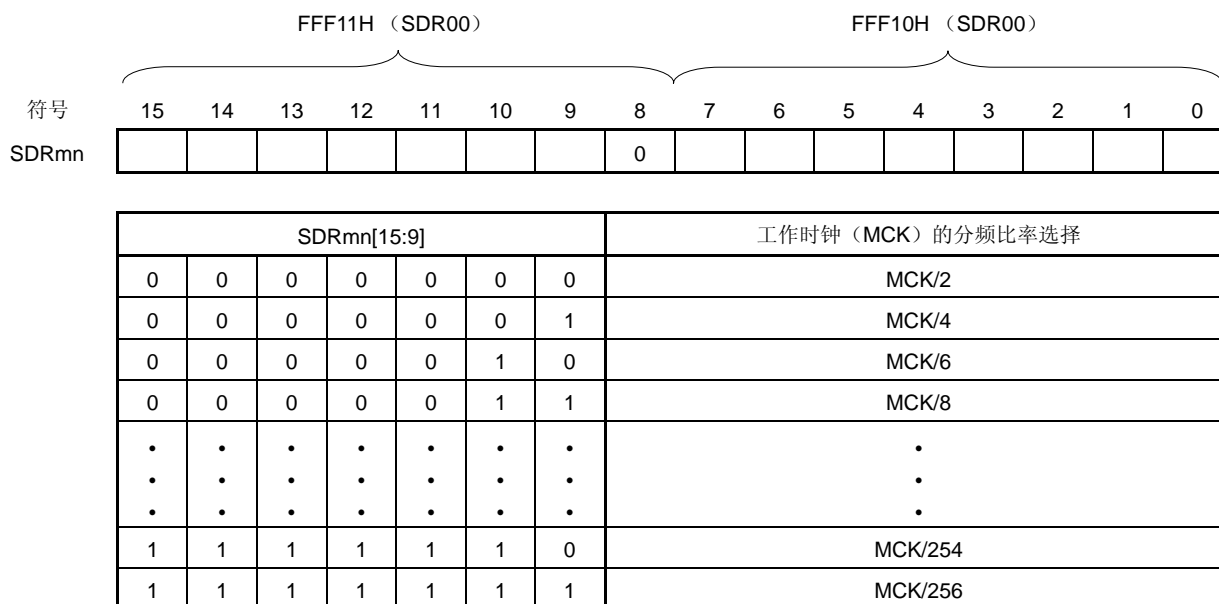 FFF11H （SDR00） FFF10H （SDR00）
符号 15 14 13 12 11 10 9 8 7 6 5 4 3 2 1 0
SDRmn 0
SDRmn[15:9] 工作时钟（MCK）的分频比率选择
0 0 0 0 0 0 0 MCK/2
0 0 0 0 0 0 1 MCK/4
0 0 0 0 0 1 0 MCK/6
0 0 0 0 0 1 1 MCK/8
• • • • • • • •
• • • • • • • •
• • • • • • • •
1 1 1 1 1 1 0 MCK/254
1 1 1 1 1 1 1 MCK/256